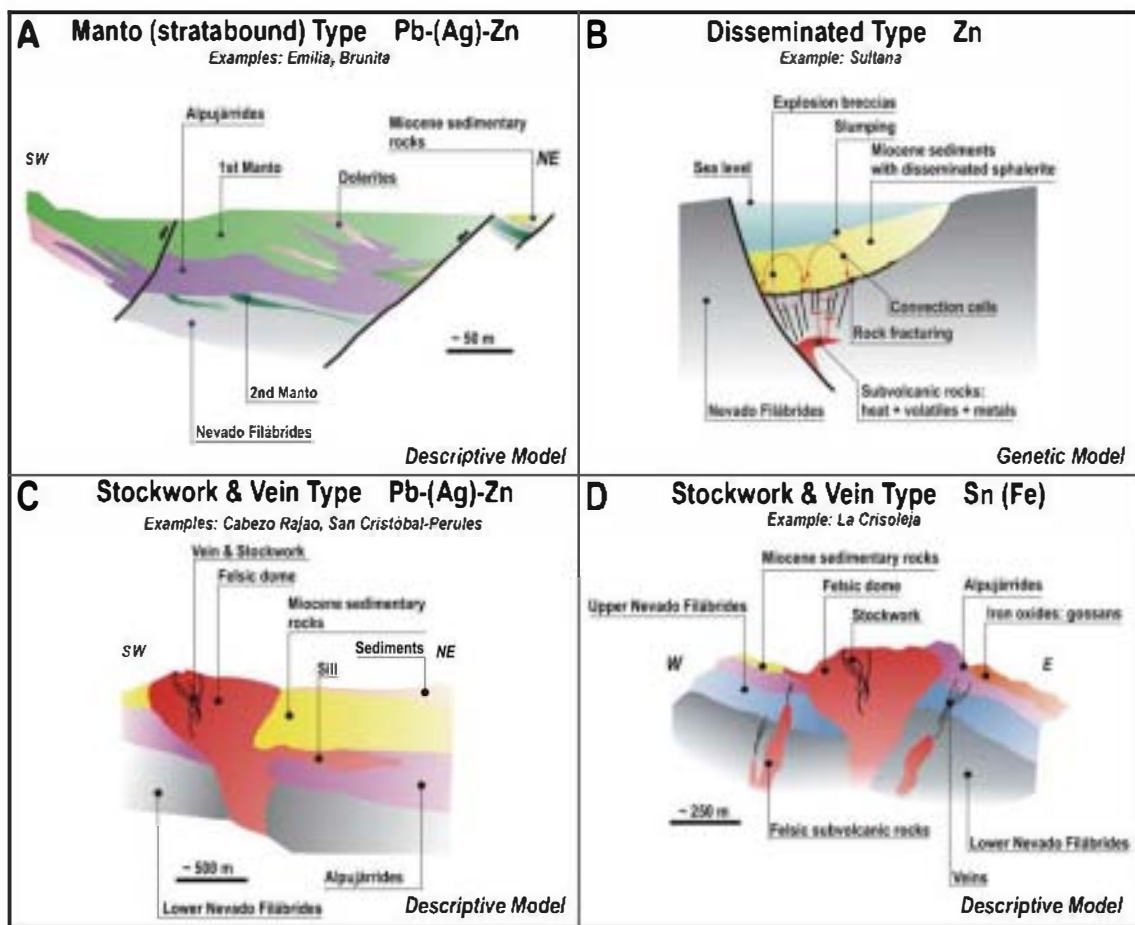 A Manto (stratabound) Type Pb-(Ag)-Zn
Examples: Emilia, Brunita
Alpujárrides
Miocene sedimentary
rocks
SW
NE
1st Manto
Dolerites
~ 50 m
2nd Manto
Nevado Filábrides
Descriptive Model
B Disseminated Type Zn
Example: Sultana
Explosion breccias
Slumping
Miocene sediments
with disseminated sphalerite
Sea level
Convection cells
Rock fracturing
Subvolcanic rocks:
heat + volatiles + metals
Nevado Filábrides
Genetic Model
C Stockwork & Vein Type Pb-(Ag)-Zn
Examples: Cabezo Rajao, San Cristóbal-Perules
Vein & Stockwork
Felsic dome
Miocene sedimentary
rocks
Sediments
SW
NE
Sill
~ 500 m
Alpujárrides
Lower Nevado Filábrides
Descriptive Model
D Stockwork & Vein Type Sn (Fe)
Example: La Crisoleja
Miocene sedimentary rocks
Felsic dome
Alpujárrides
Upper Nevado Filábrides
Stockwork
Iron oxides: gossans
W
E
~ 250 m
Felsic subvolcanic rocks
Lower Nevado Filábrides
Veins
Descriptive Model